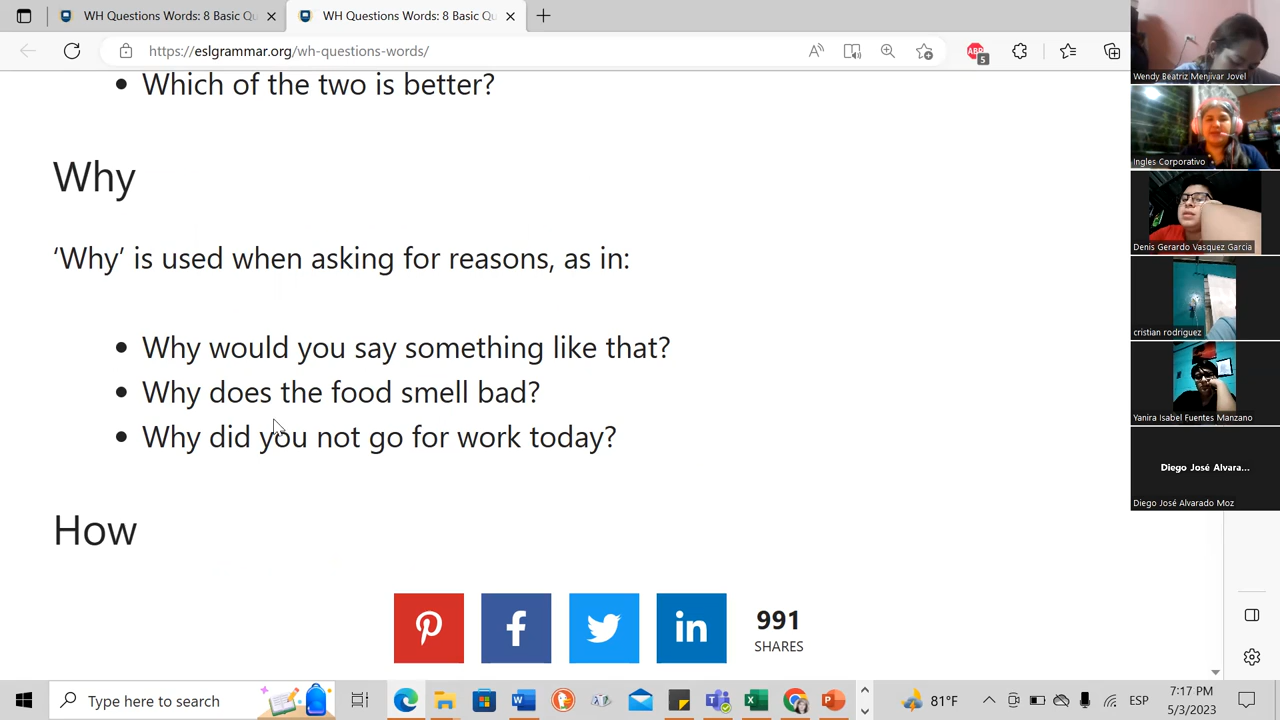 WH Questions Words: 8 Basic Qu
WH Questions Words: 8 Basic Qu
https://eslgrammar.org/wh-questions-words/
ABP
5
• Which of the two is better?
Why
‘Why’ is used when asking for reasons, as in:
• Why would you say something like that?
• Why does the food smell bad?
• Why did you not go for work today?
How
991
SHARES
Wendy Beatriz Menjivar Jovel
Ingles Corporativo
Denis Gerardo Vasquez Garcia
cristian rodriguez
Yanira Isabel Fuentes Manzano
Diego José Alvara...
Diego José Alvarado Moz
Type here to search
81°F
ESP
7:17 PM
5/3/2023